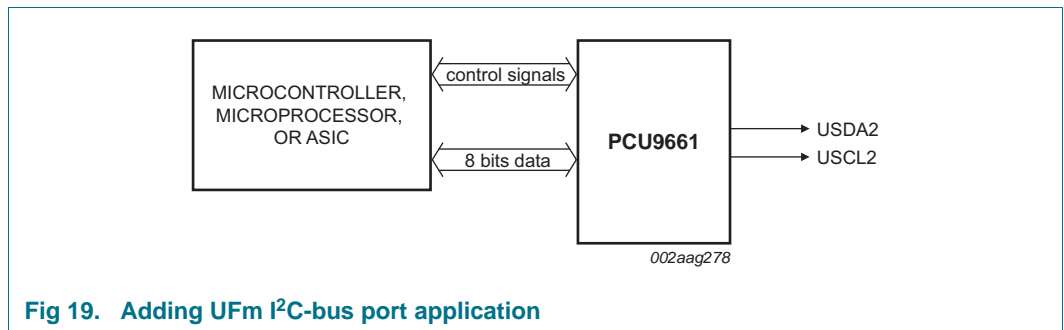 MICROCONTROLLER,
MICROPROCESSOR,
OR ASIC
control signals
8 bits data
PCU9661
USDA2
USCL2
002aag278
Fig 19. Adding UFm I²C-bus port application